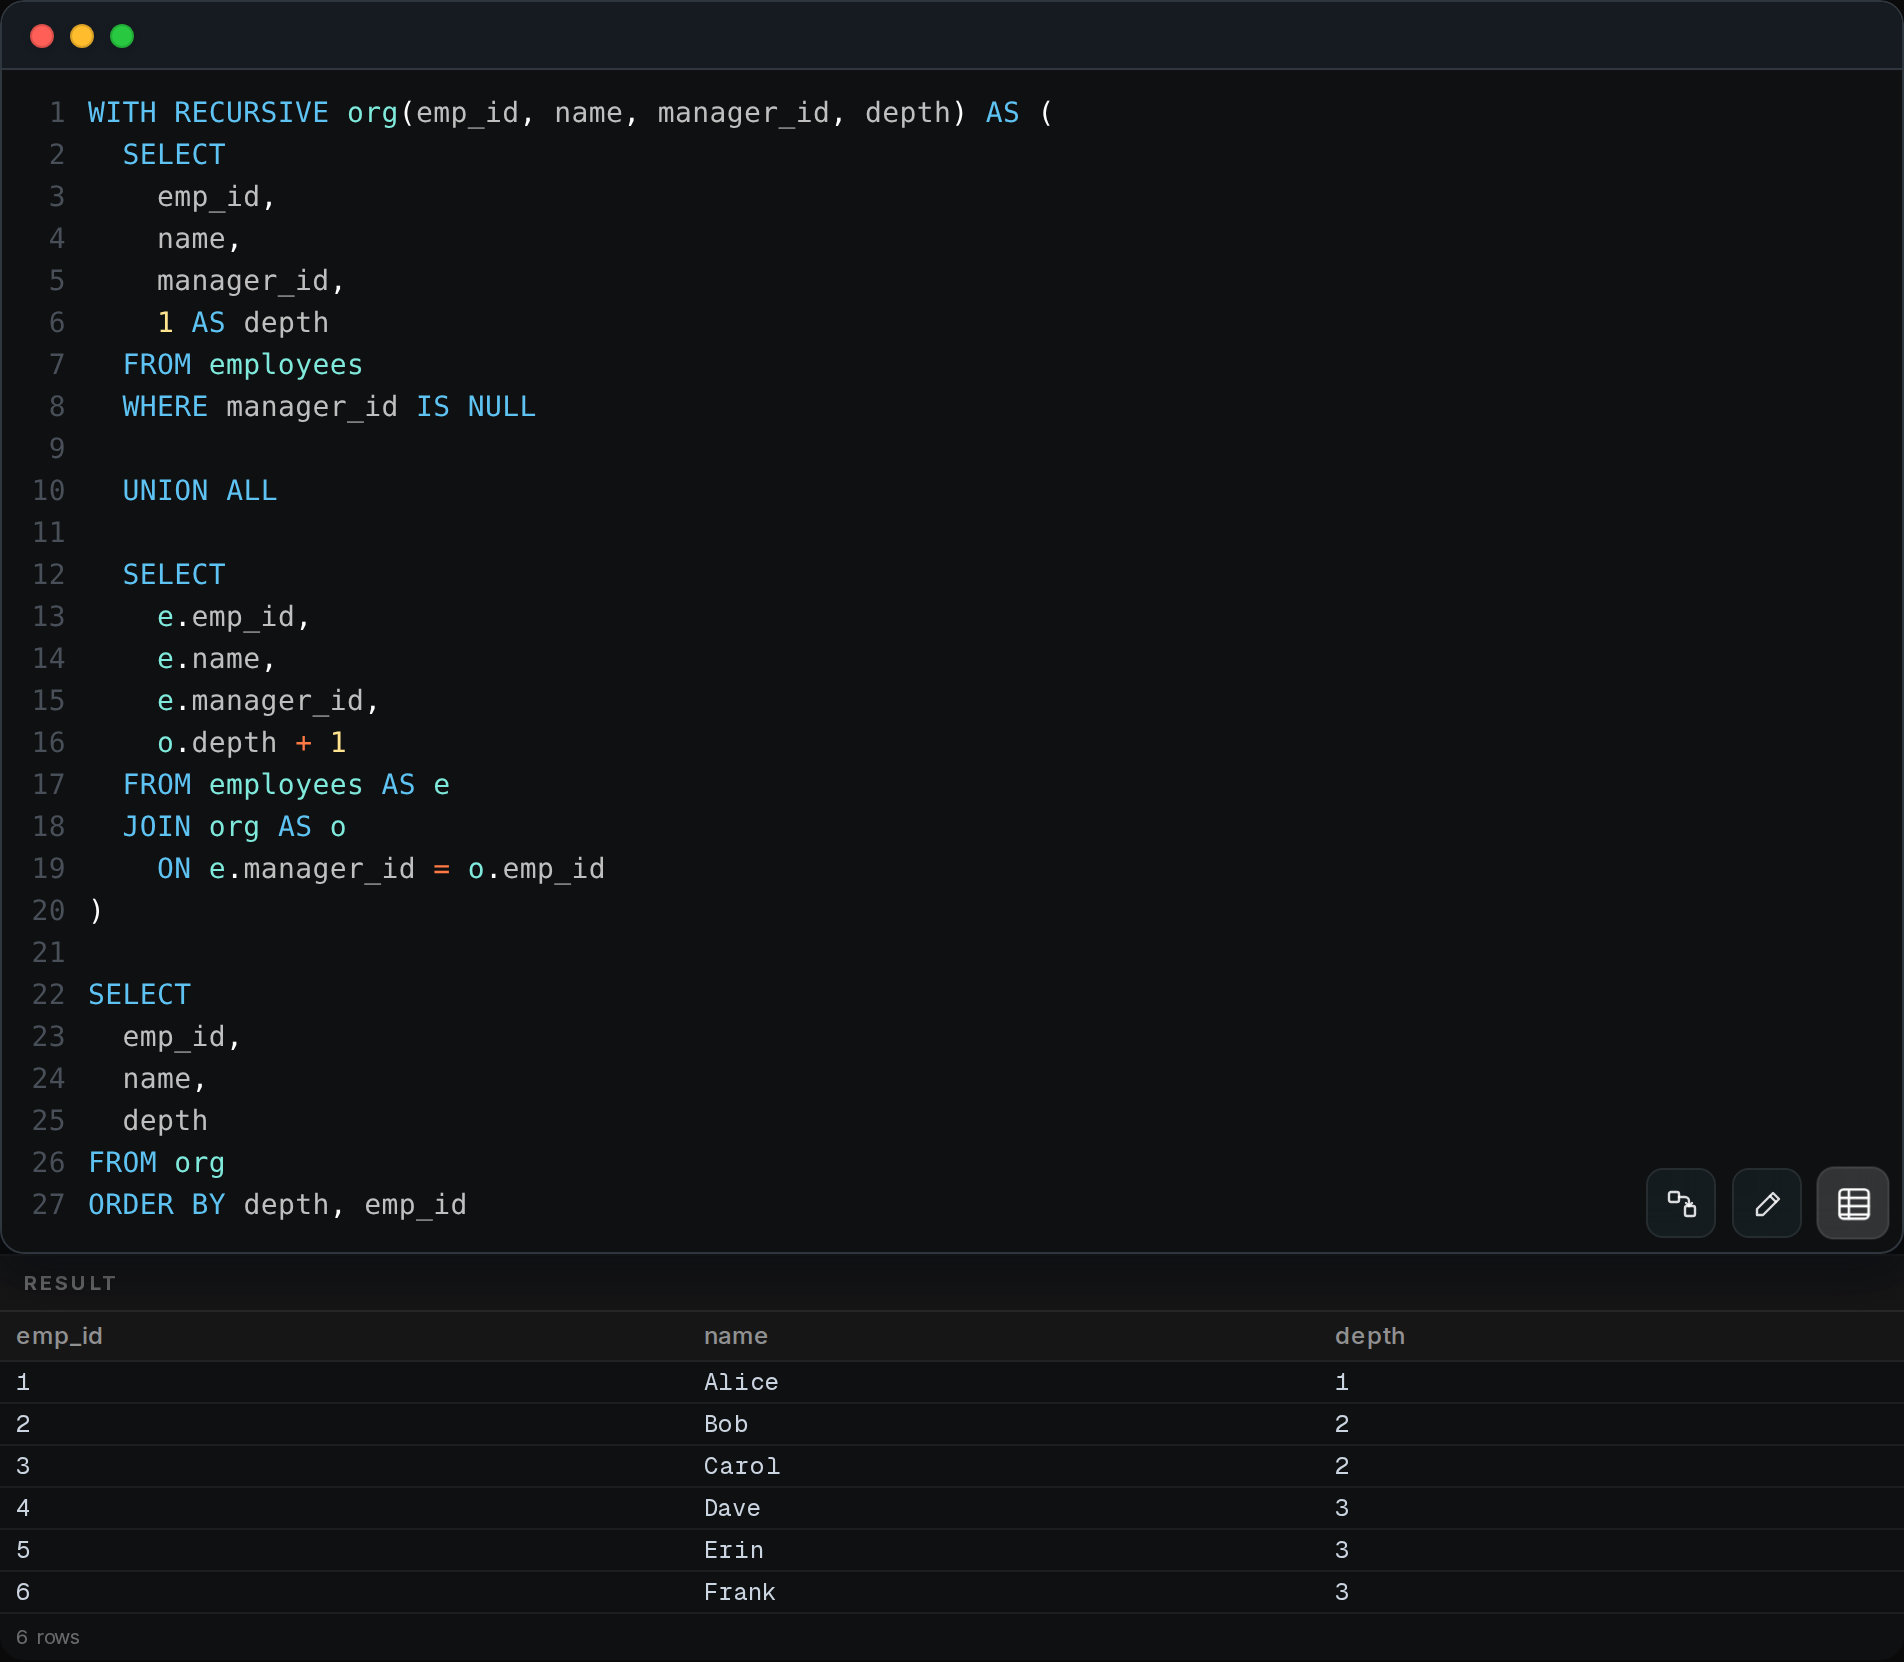 1 WITH RECURSIVE org(emp_id, name, manager_id, depth) AS (
2   SELECT
3     emp_id,
4     name,
5     manager_id,
6     1 AS depth
7   FROM employees
8   WHERE manager_id IS NULL
9
10   UNION ALL
11
12   SELECT
13     e.emp_id,
14     e.name,
15     e.manager_id,
16     o.depth + 1
17   FROM employees AS e
18   JOIN org AS o
19     ON e.manager_id = o.emp_id
20 )
21
22 SELECT
23   emp_id,
24   name,
25   depth
26 FROM org
27 ORDER BY depth, emp_id
RESULT
emp_id name depth
1 Alice 1
2 Bob 2
3 Carol 2
4 Dave 3
5 Erin 3
6 Frank 3
6 rows